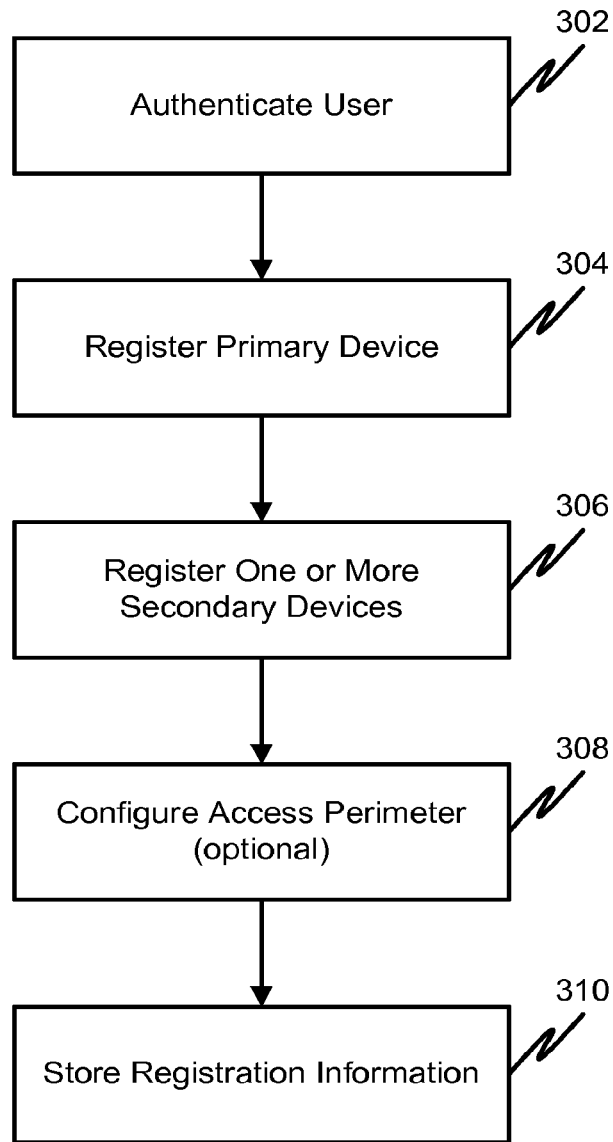 302
Authenticate User
304
Register Primary Device
306
Register One or More
Secondary Devices
308
Configure Access Perimeter
(optional)
310
Store Registration Information